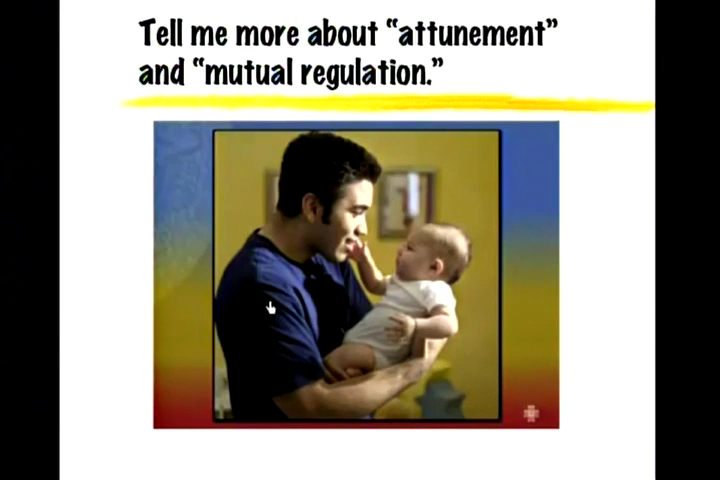 Tell me more about “attunement”
and “mutual regulation.”